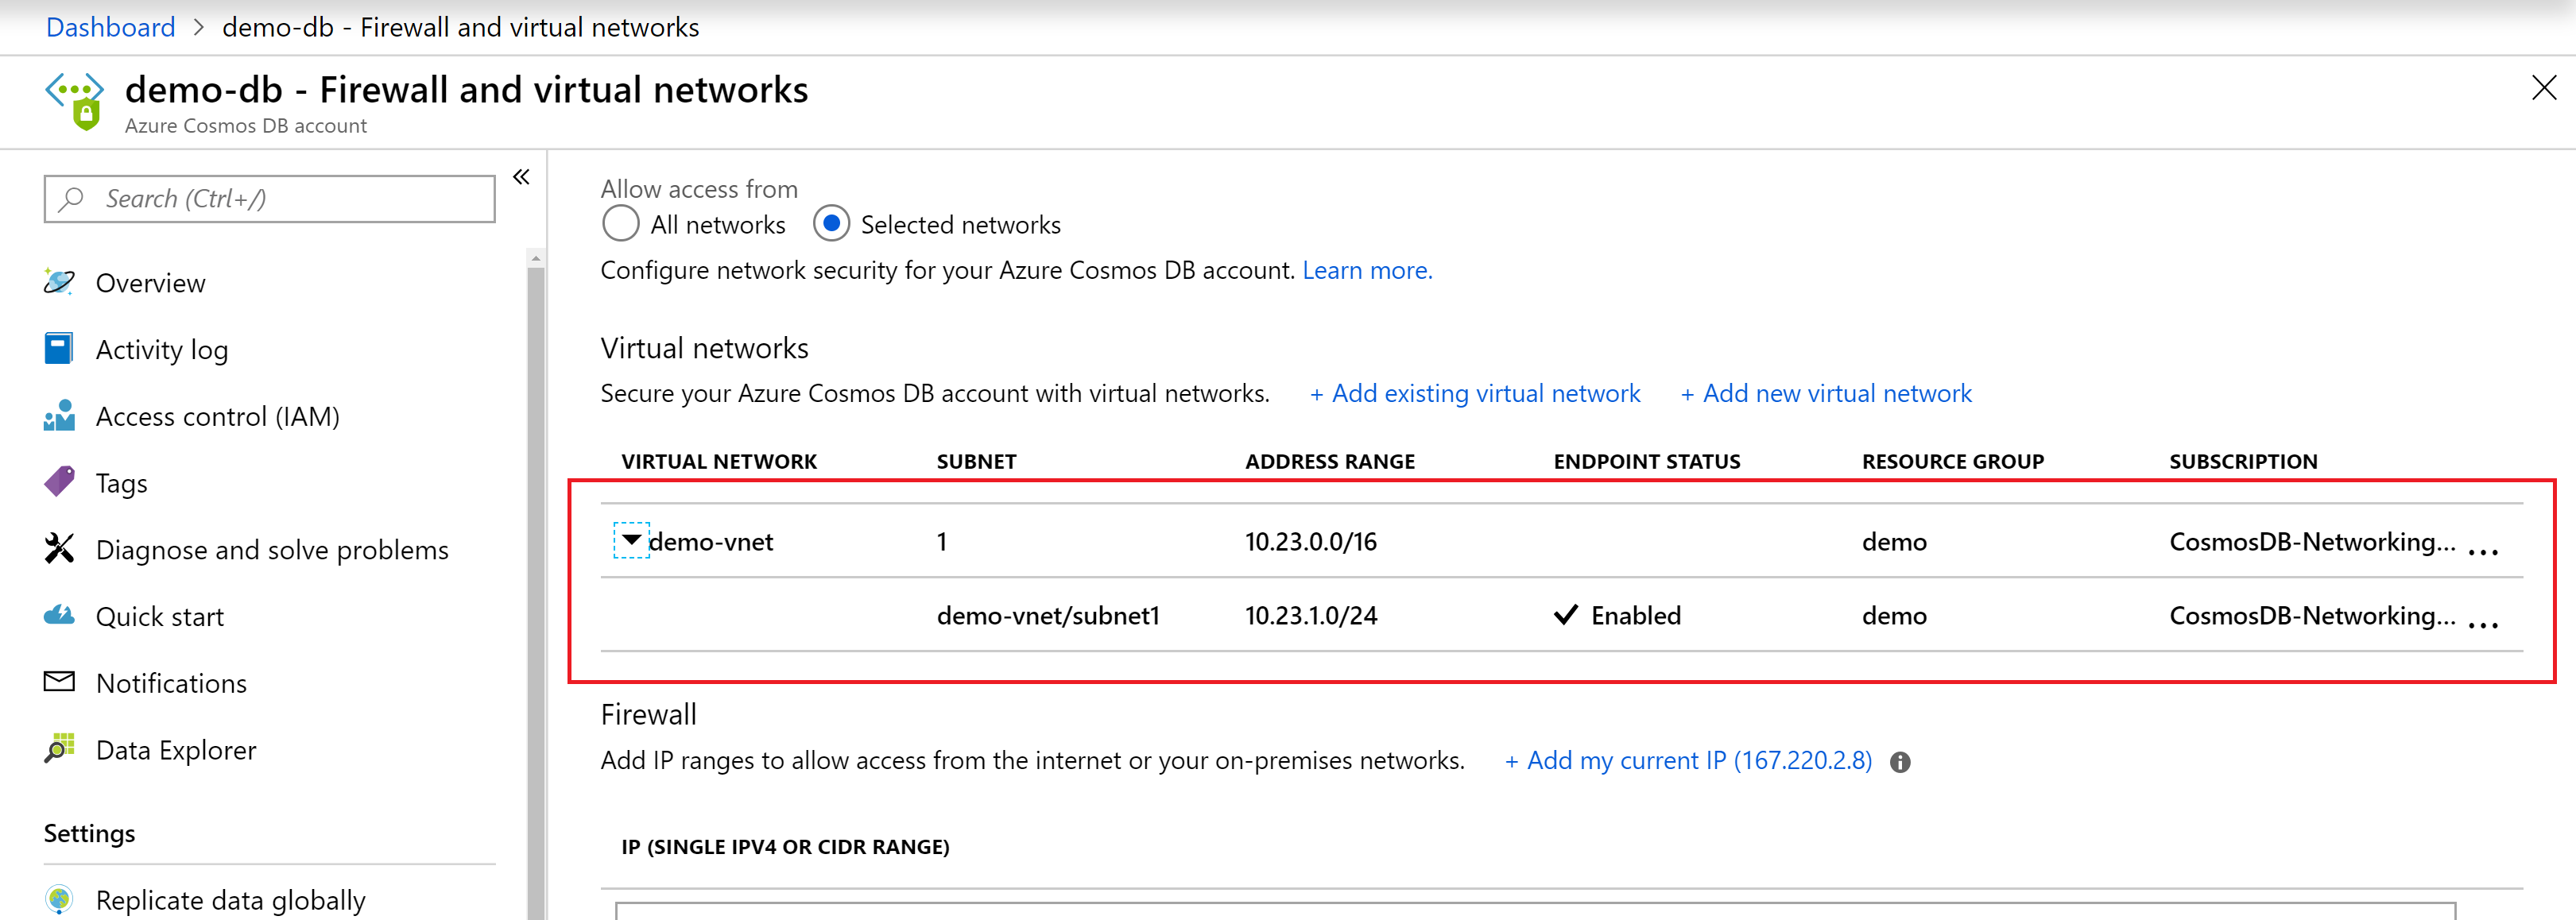 Dashboard > demo-db - Firewall and virtual networks
demo-db - Firewall and virtual networks
Azure Cosmos DB account
Search (Ctrl+/)
«
Overview
Activity log
Access control (IAM)
Tags
Diagnose and solve problems
Quick start
Notifications
Data Explorer
Settings
Replicate data globally
Allow access from
All networks Selected networks
Configure network security for your Azure Cosmos DB account. Learn more.
Virtual networks
Secure your Azure Cosmos DB account with virtual networks. + Add existing virtual network + Add new virtual network
VIRTUAL NETWORK SUBNET ADDRESS RANGE ENDPOINT STATUS RESOURCE GROUP SUBSCRIPTION
demo-vnet 1 10.23.0.0/16 demo CosmosDB-Networking... ...
demo-vnet/subnet1 10.23.1.0/24 Enabled demo CosmosDB-Networking... ...
Firewall
Add IP ranges to allow access from the internet or your on-premises networks. + Add my current IP (167.220.2.8)
IP (SINGLE IPV4 OR CIDR RANGE)